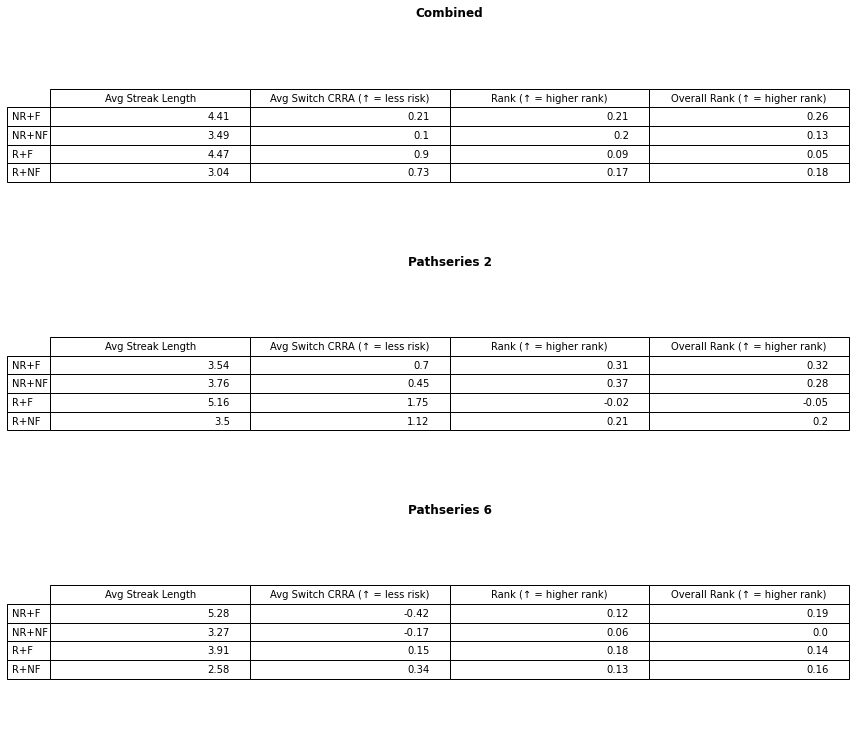 Combined
Avg Streak Length Avg Switch CRRA (↑ = less risk) Rank (↑ = higher rank) Overall Rank (↑ = higher rank)
NR+F 4.41 0.21 0.21 0.26
NR+NF 3.49 0.1 0.2 0.13
R+F 4.47 0.9 0.09 0.05
R+NF 3.04 0.73 0.17 0.18
Pathseries 2
Avg Streak Length Avg Switch CRRA (↑ = less risk) Rank (↑ = higher rank) Overall Rank (↑ = higher rank)
NR+F 3.54 0.7 0.31 0.32
NR+NF 3.76 0.45 0.37 0.28
R+F 5.16 1.75 -0.02 -0.05
R+NF 3.5 1.12 0.21 0.2
Pathseries 6
Avg Streak Length Avg Switch CRRA (↑ = less risk) Rank (↑ = higher rank) Overall Rank (↑ = higher rank)
NR+F 5.28 -0.42 0.12 0.19
NR+NF 3.27 -0.17 0.06 0.0
R+F 3.91 0.15 0.18 0.14
R+NF 2.58 0.34 0.13 0.16